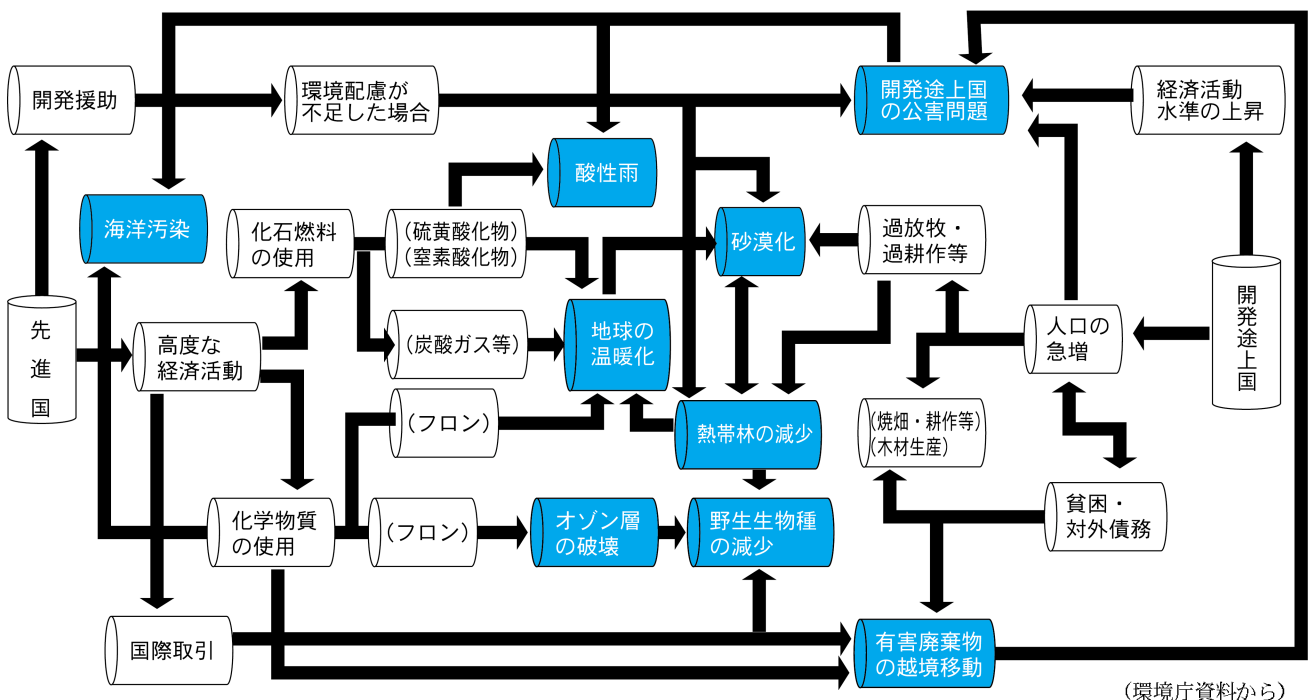 開発援助
環境配慮が
不足した場合
開発途上国
の公害問題
経済活動
水準の上昇
酸性雨
海洋汚染
化石燃料
の使用
(硫黄酸化物)
(窒素酸化物)
砂漠化
過放牧・
過耕作等
先進国
高度な
経済活動
(炭酸ガス等)
地球の
温暖化
人口の
急増
開発途上国
(フロン)
熱帯林の減少
(焼畑・耕作等)
(木材生産)
化学物質
の使用
(フロン)
オゾン層
の破壊
野生生物種
の減少
貧困・
対外債務
国際取引
有害廃棄物
の越境移動
(環境庁資料から)